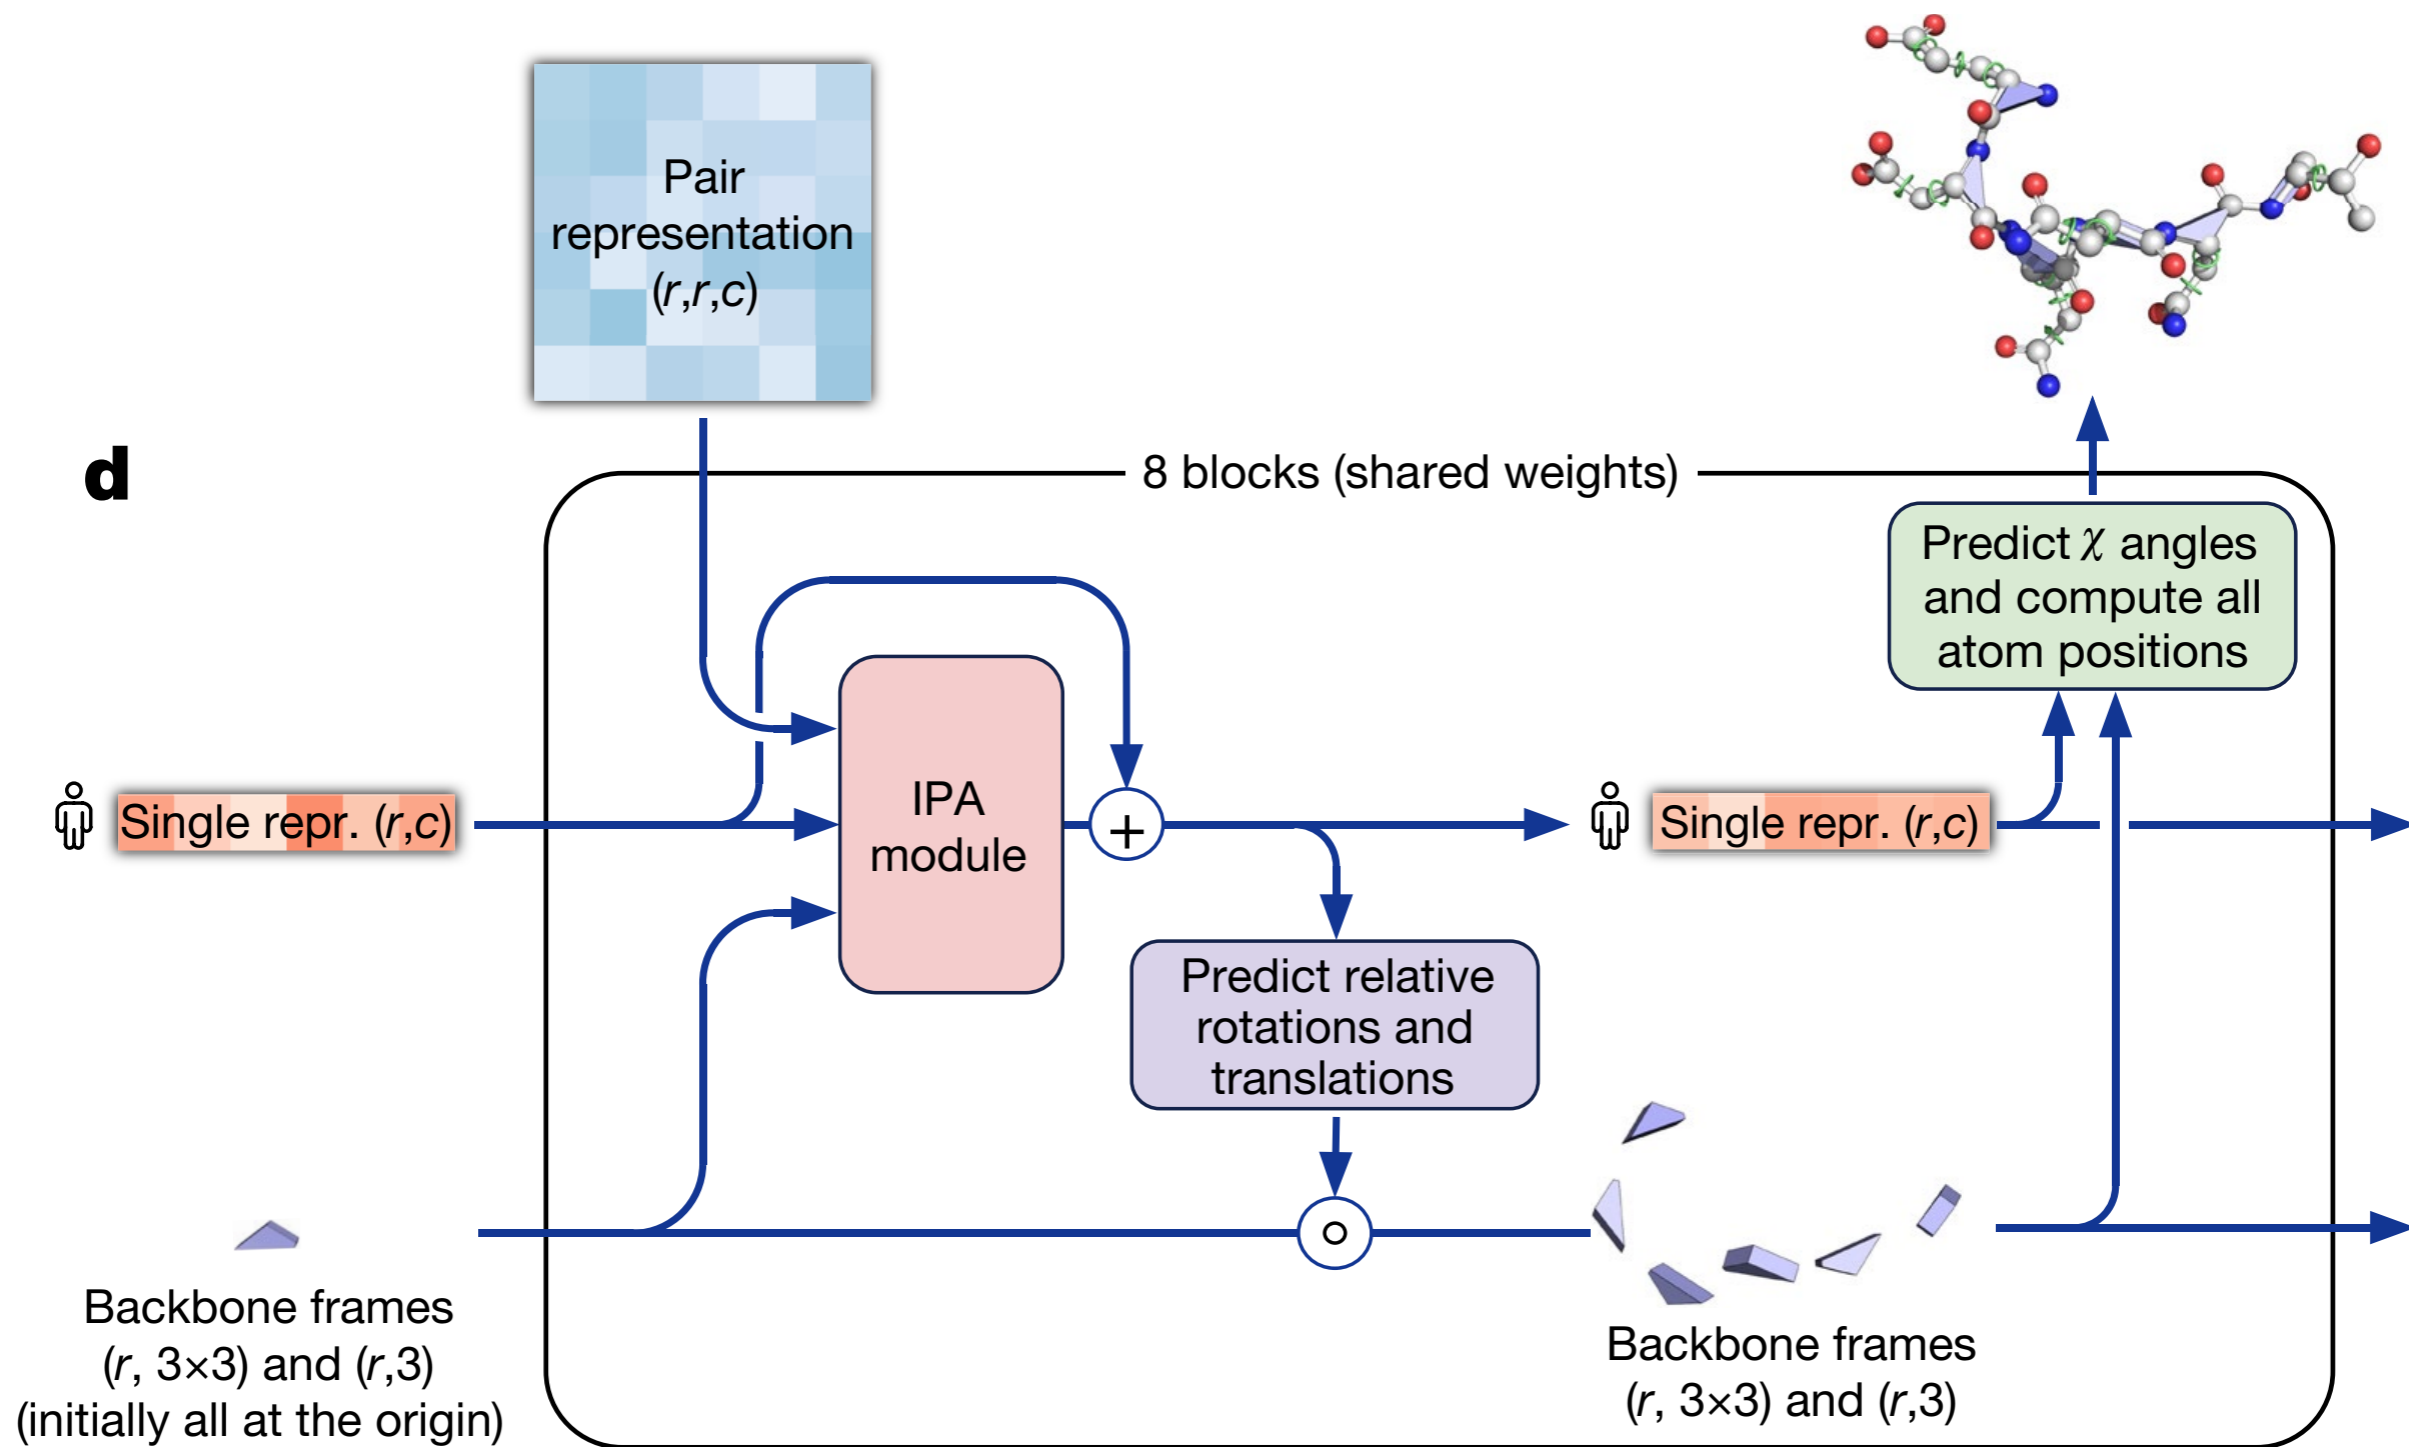 Pair
representation
(r,r,c)
d
8 blocks (shared weights)
Predict χ angles
and compute all
atom positions
IPA
module
+
Single repr. (r,c)
Single repr. (r,c)
Predict relative
rotations and
translations
Backbone frames
(r, 3×3) and (r,3)
(initially all at the origin)
Backbone frames
(r, 3×3) and (r,3)